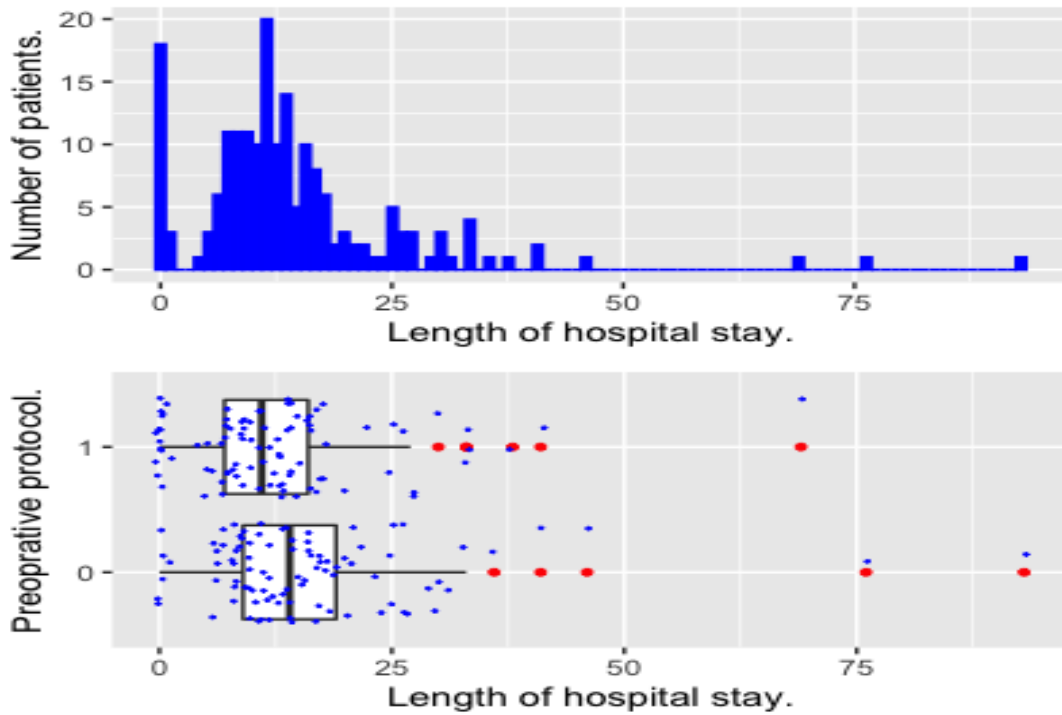 20
15
10
5
0
Number of patients.
0 25 50 75
Length of hospital stay.
1
0
Preoprative protocol.
0 25 50 75
Length of hospital stay.